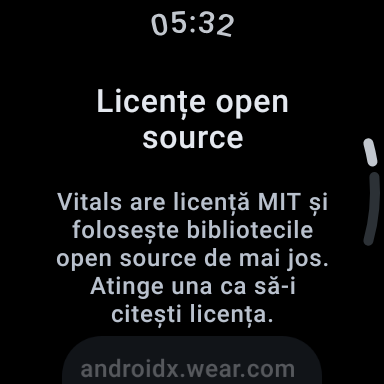 05:32
Licențe open
source
Vitals are licență MIT și
folosește bibliotecile
open source de mai jos.
Atinge una ca să-i
citești licența.
androidx.wear.com